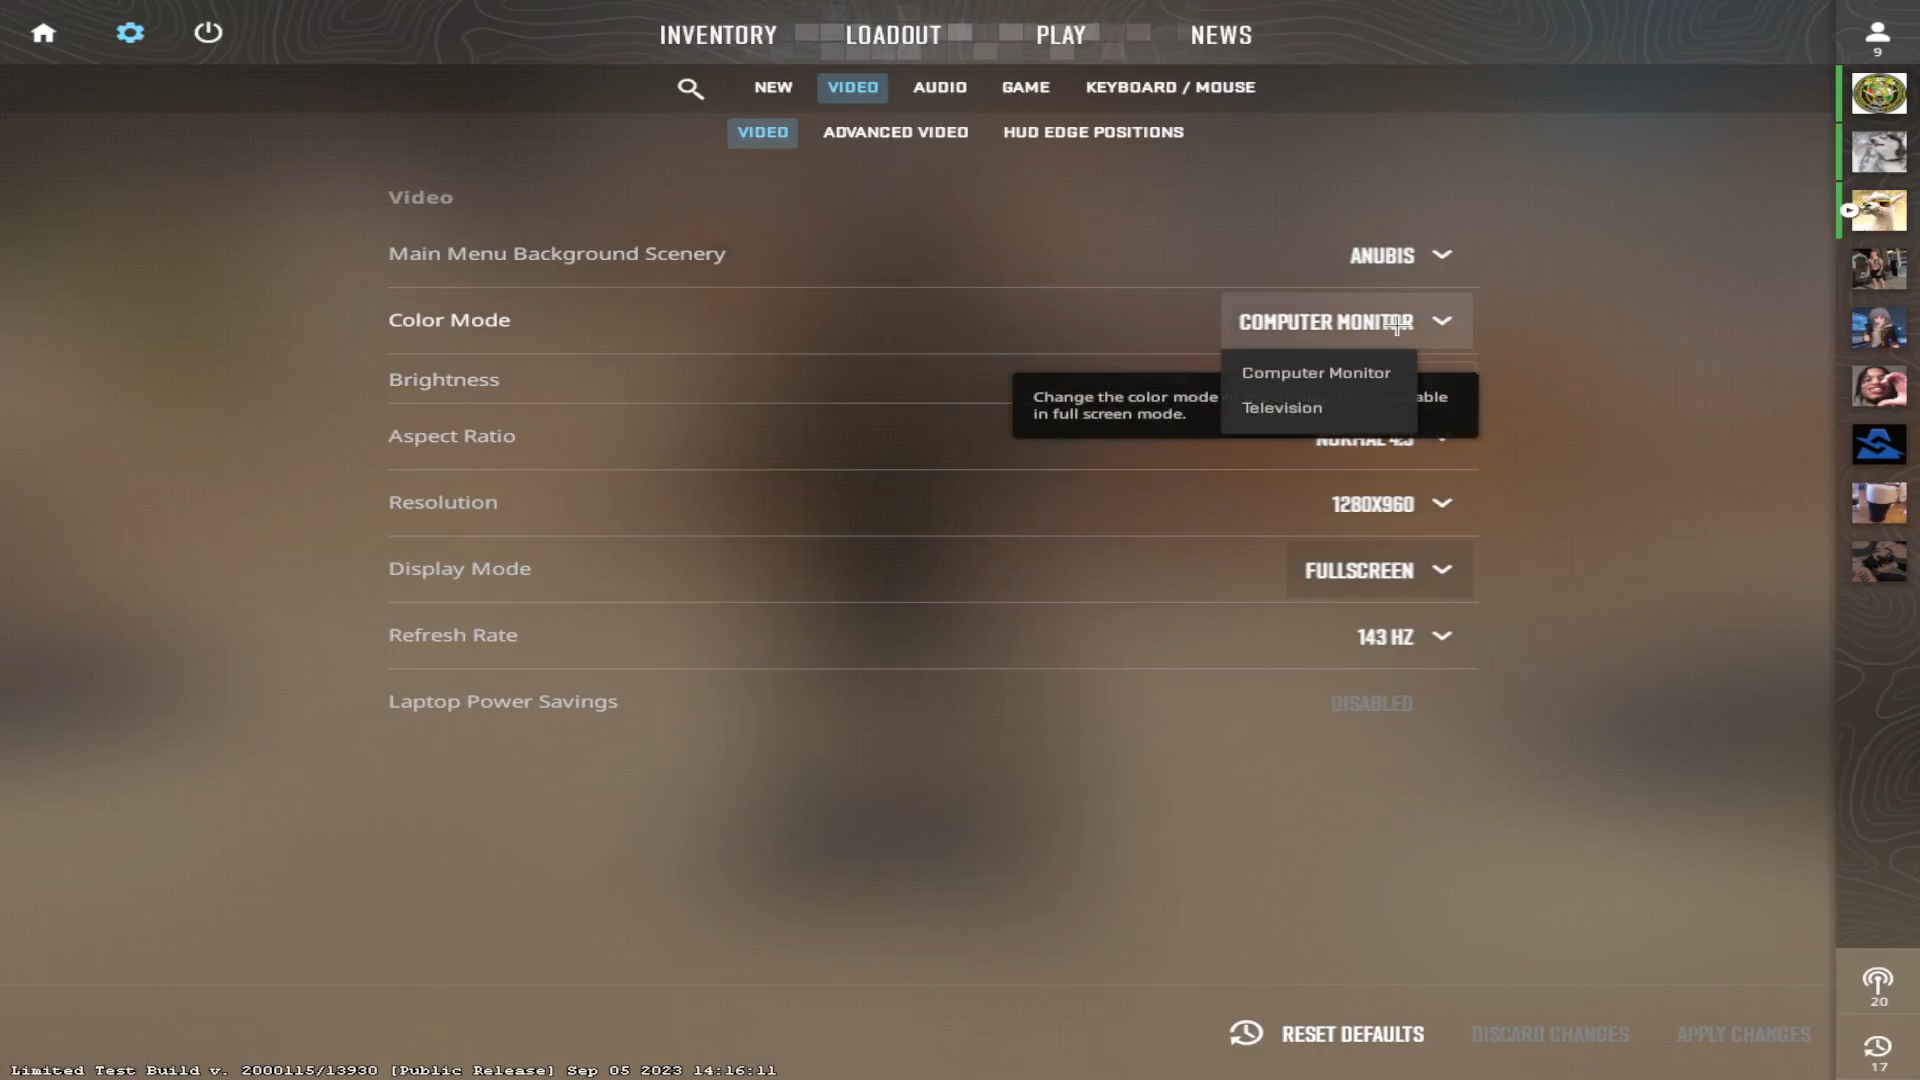 INVENTORY LOADOUT PLAY NEWS
9
NEW VIDEO AUDIO GAME KEYBOARD / MOUSE
VIDEO ADVANCED VIDEO HUD EDGE POSITIONS
Video
Main Menu Background Scenery ANUBIS
Color Mode COMPUTER MONITOR
Computer Monitor
Brightness
Change the color mode
Television
in full screen mode.
Aspect Ratio NORMAL 4:3
Resolution 1280X960
Display Mode FULLSCREEN
Refresh Rate 143 HZ
Laptop Power Savings DISABLED
20
RESET DEFAULTS DISCARD CHANGES APPLY CHANGES
17
Limited Test Build v. 2000115/13930 [Public Release] Sep 05 2023 14:16:11